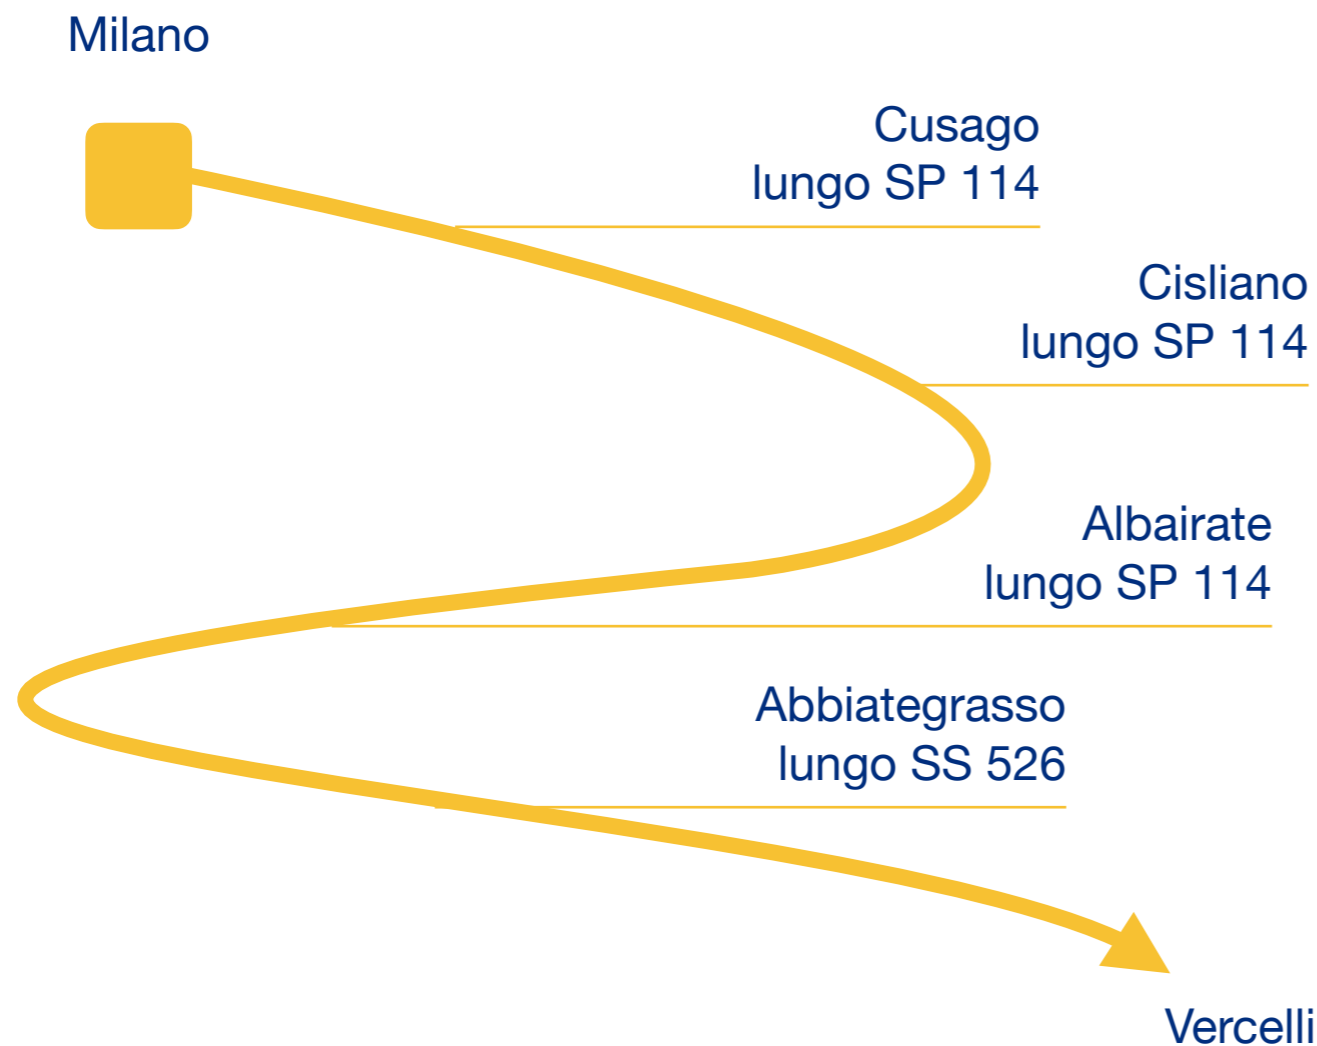 Milano
Cusago
lungo SP 114
Cisliano
lungo SP 114
Albairate
lungo SP 114
Abbiategrasso
lungo SS 526
Vercelli